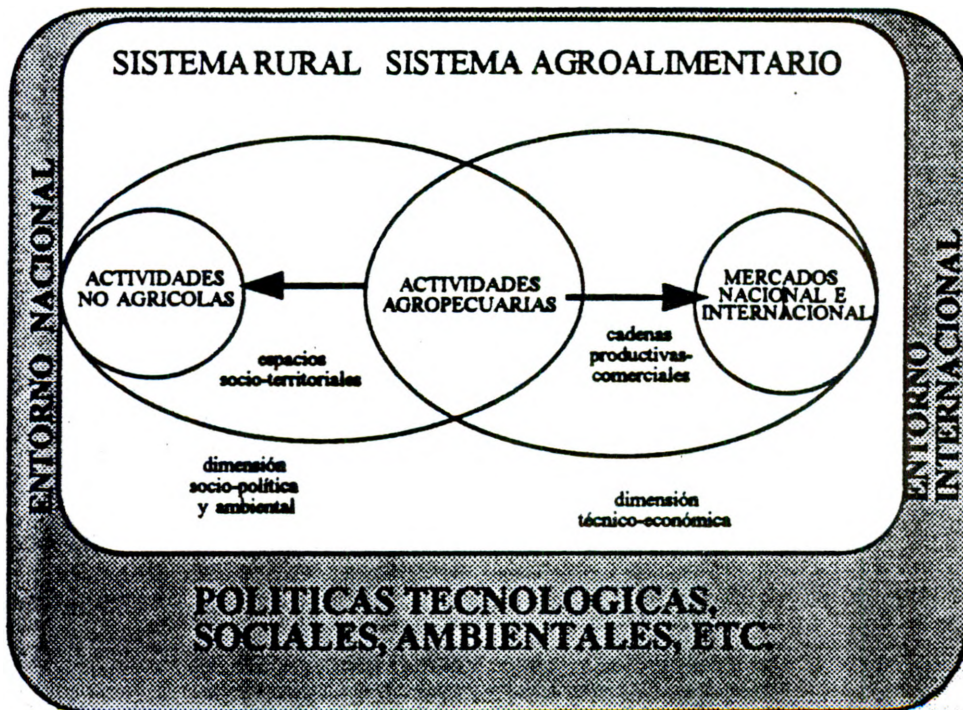 SISTEMA RURAL SISTEMA AGROALIMENTARIO
ENTORNO NACIONAL
ACTIVIDADES
NO AGRICOLAS
ACTIVIDADES
AGROPECUARIAS
MERCADOS
NACIONAL E
INTERNACIONAL
espacios
socio-territoriales
cadenas
productivas-
comerciales
dimensión
socio-política
y ambiental
dimensión
técnico-económica
ENTORNO
INTERNACIONAL
POLITICAS TECNOLOGICAS,
SOCIALES, AMBIENTALES, ETC.